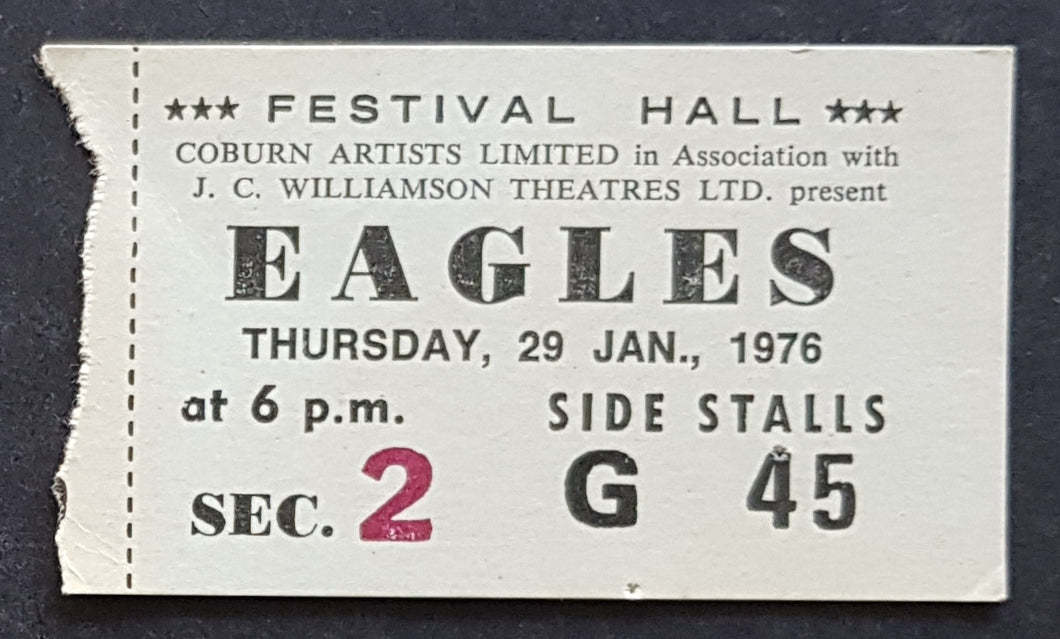 ★★★ FESTIVAL HALL ★★★
COBURN ARTISTS LIMITED in Association with
J. C. WILLIAMSON THEATRES LTD. present
EAGLES
THURSDAY, 29 JAN., 1976
at 6 p.m. SIDE STALLS
SEC. 2 G 45